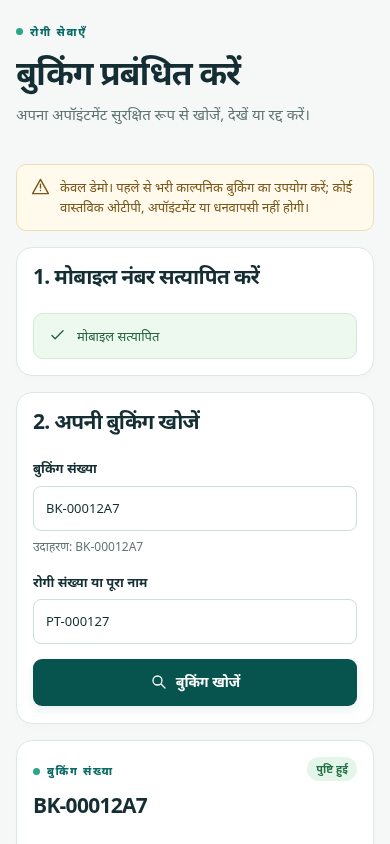 रोगी सेवाएँ
बुकिंग प्रबंधित करें
अपना अपॉइंटमेंट सुरक्षित रूप से खोजें, देखें या रद्द करें।
केवल डेमो। पहले से भरी काल्पनिक बुकिंग का उपयोग करें; कोई
वास्तविक ओटीपी, अपॉइंटमेंट या धनवापसी नहीं होगी।
1. मोबाइल नंबर सत्यापित करें
मोबाइल सत्यापित
2. अपनी बुकिंग खोजें
बुकिंग संख्या
BK-00012A7
उदाहरण: BK-00012A7
रोगी संख्या या पूरा नाम
PT-000127
बुकिंग खोजें
बुकिंग संख्या
पुष्टि हुई
BK-00012A7